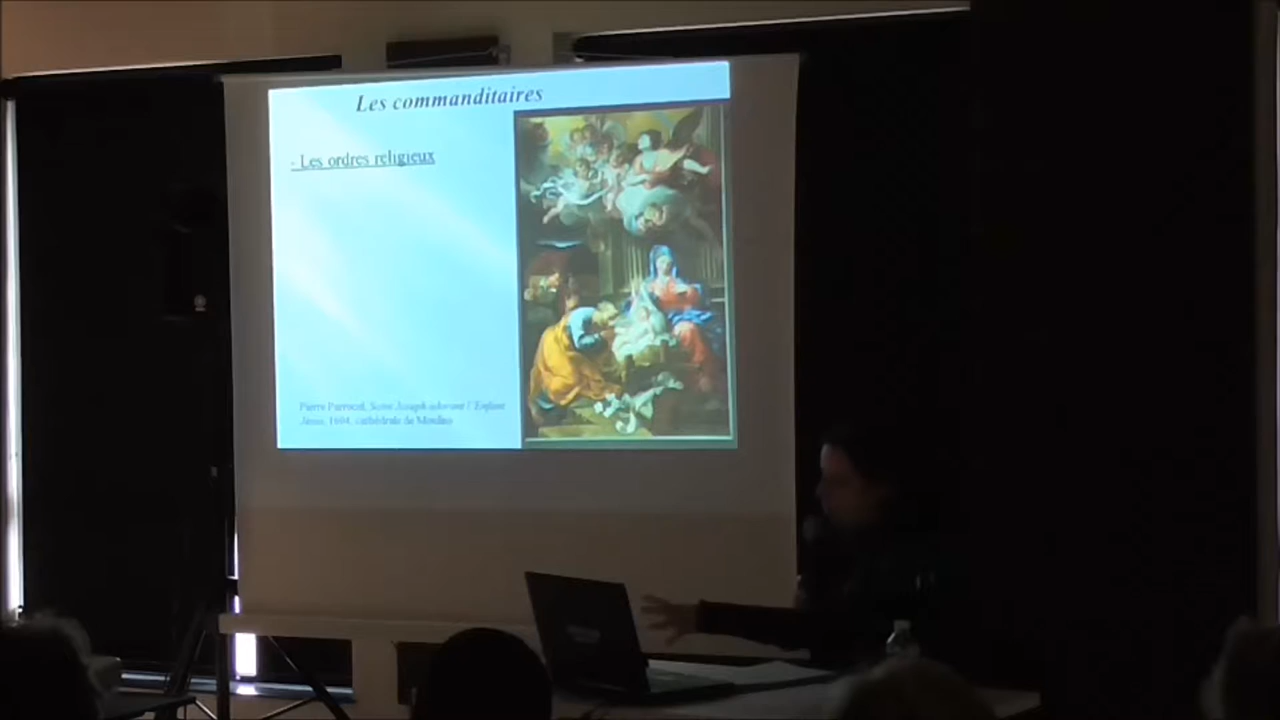 Les commanditaires
- Les ordres religieux
Pierre Parrocel, Saint Joseph adorant l'Enfant
Jésus, 1694, cathédrale de Moulins